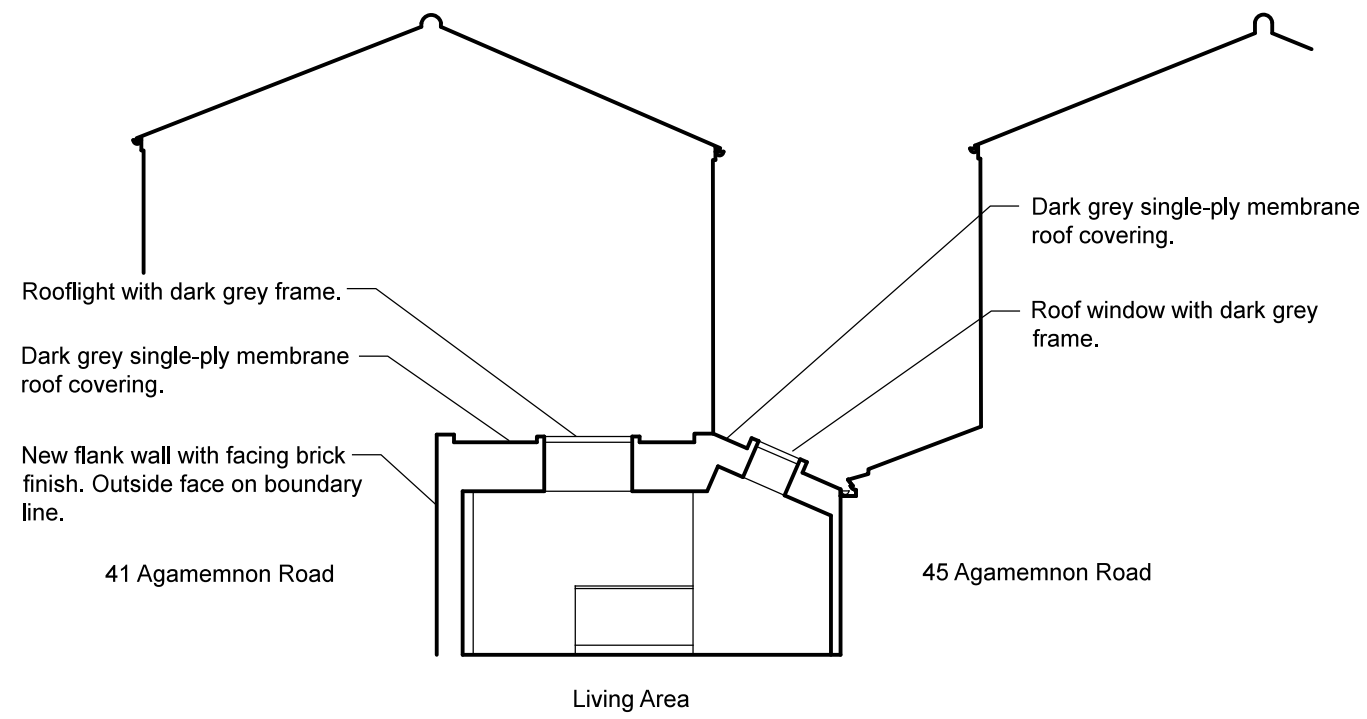 Dark grey single-ply membrane
roof covering.
Rooflight with dark grey frame.
Roof window with dark grey
frame.
Dark grey single-ply membrane
roof covering.
New flank wall with facing brick
finish. Outside face on boundary
line.
41 Agamemnon Road
45 Agamemnon Road
Living Area